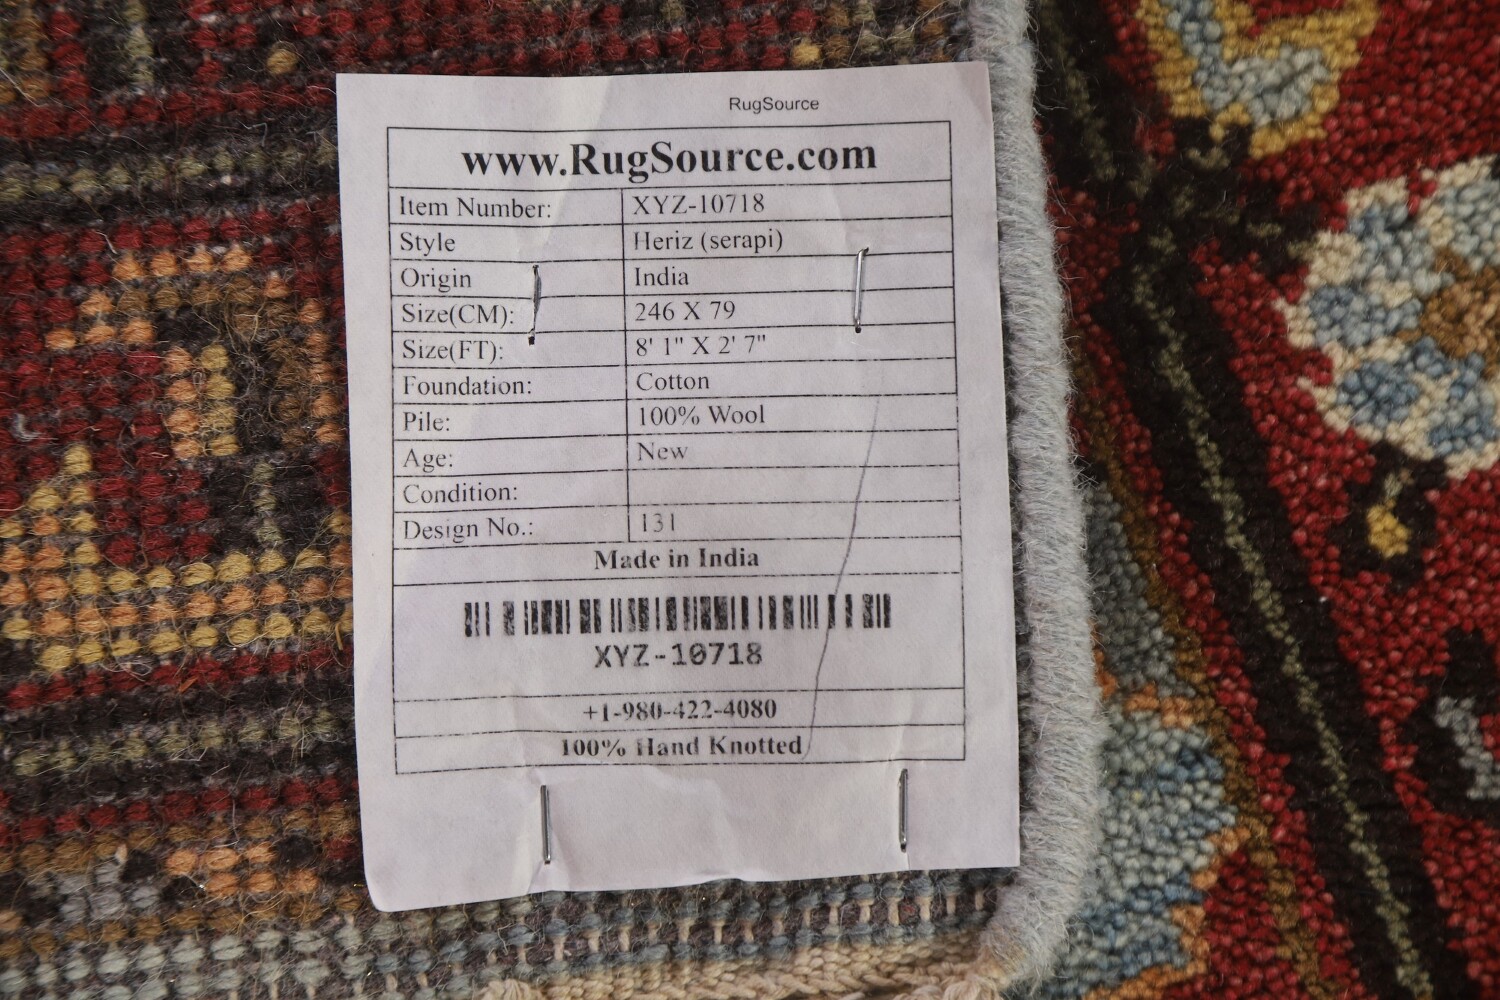 RugSource
www.RugSource.com
Item Number: XYZ-10718
Style Heriz (serapi)
Origin India
Size(CM): 246 X 79
Size(FT): 8' 1" X 2' 7"
Foundation: Cotton
Pile: 100% Wool
Age: New
Condition:
Design No.: 131
Made in India
XYZ-10718
+1-980-422-4080
100% Hand Knotted